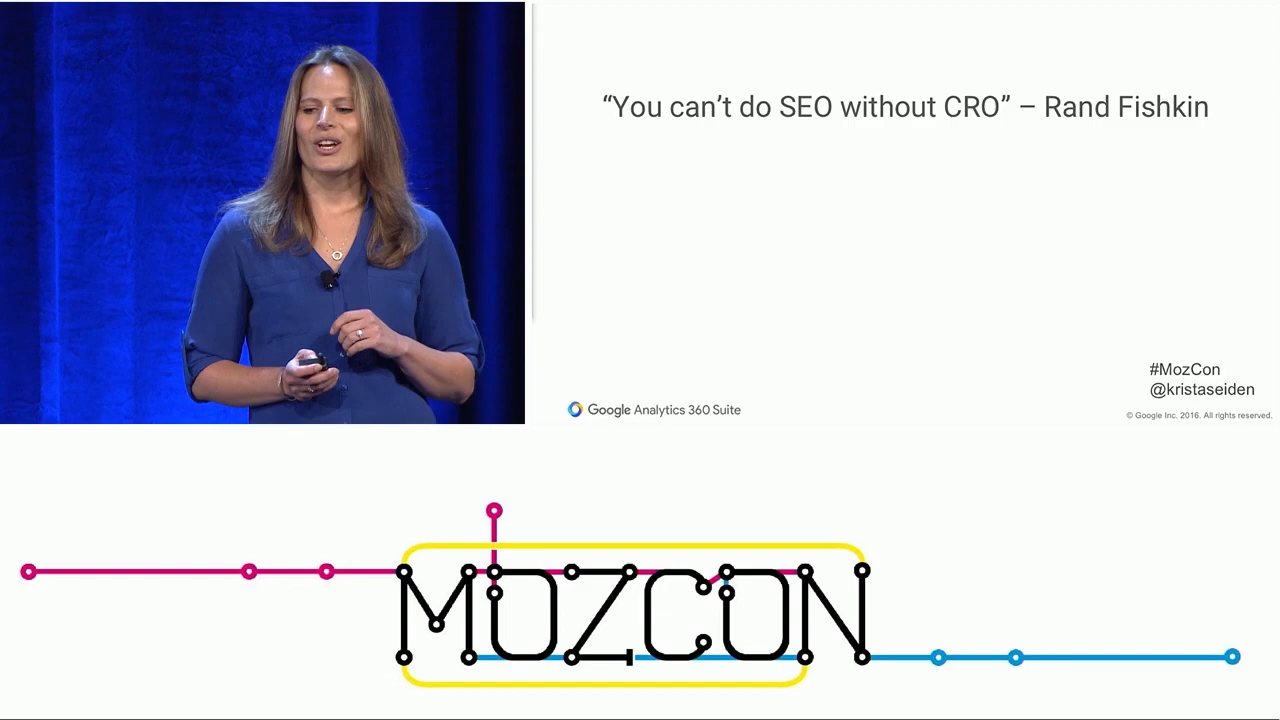 “You can’t do SEO without CRO” – Rand Fishkin
#MozCon
@kristaseiden
Google Analytics 360 Suite
© Google Inc. 2016. All rights reserved.
MOZCON